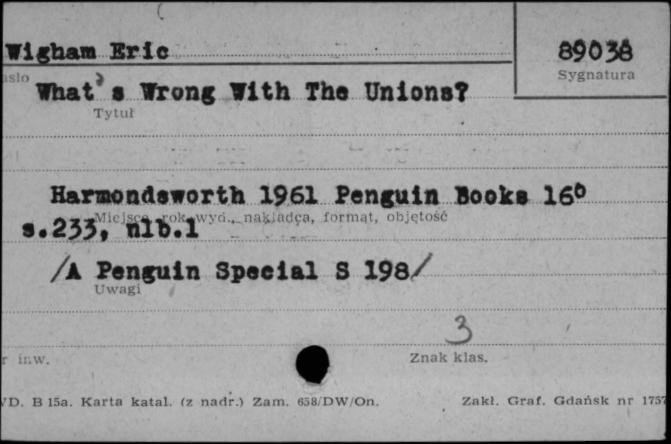 Wigham Eric
89038
Sygnatura
What's Wrong With The Unions?
Tytuł
Harmondsworth 1961 Penguin Books 16⁰
Miejsce, rok wyd., nakładca, format, objętość
s.233, nlb.1
/A Penguin Special S 198/
Uwagi
3
inw.
Znak klas.
B 15a. Karta katal. (z nadr.) Zam. 658/DW/On.
Zakł. Graf. Gdańsk nr 1757